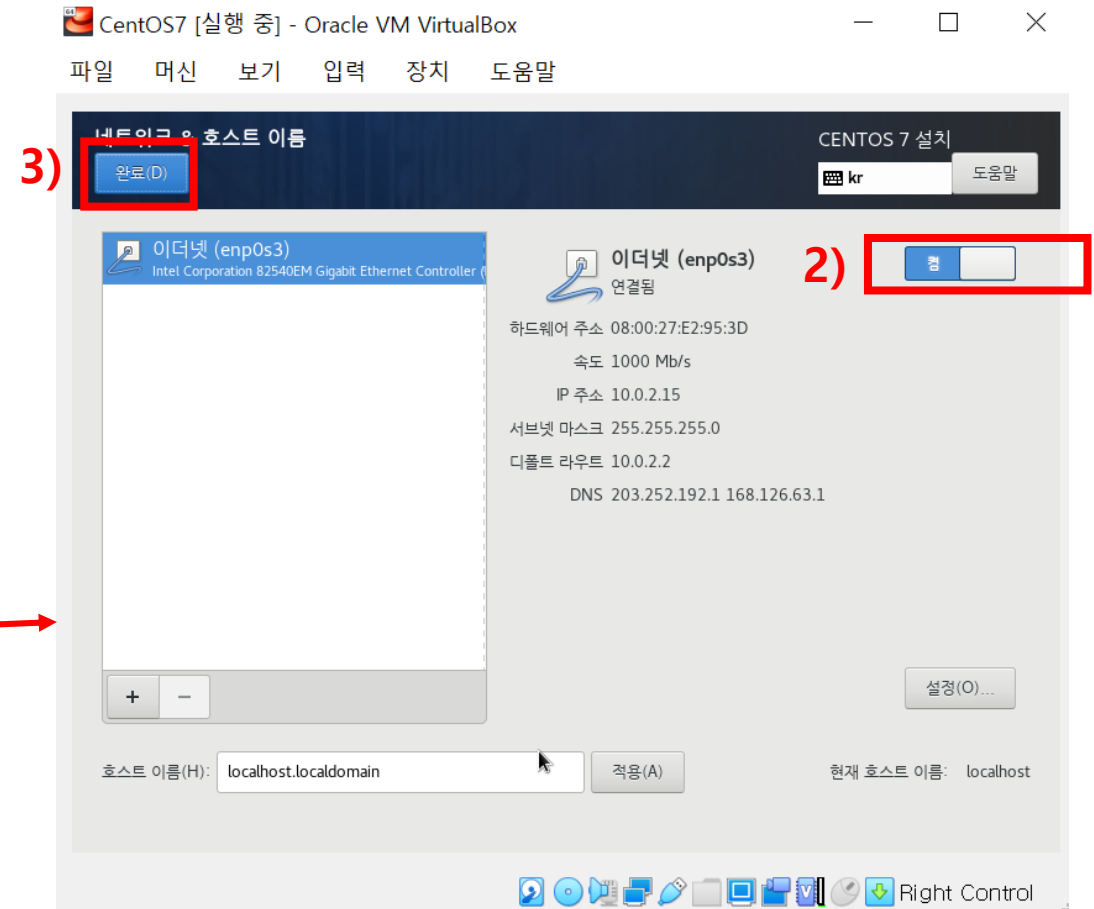 CentOS7 [실행 중] - Oracle VM VirtualBox
파일 머신 보기 입력 장치 도움말
네트워크 & 호스트 이름
CENTOS 7 설치
3)
완료(D)
kr
도움말
이더넷 (enp0s3)
Intel Corporation 82540EM Gigabit Ethernet Controller (
이더넷 (enp0s3)
연결됨
2)
켬
하드웨어 주소 08:00:27:E2:95:3D
속도 1000 Mb/s
IP 주소 10.0.2.15
서브넷 마스크 255.255.255.0
디폴트 라우트 10.0.2.2
DNS 203.252.192.1 168.126.63.1
+ −
설정(O)...
호스트 이름(H): localhost.localdomain
적용(A)
현재 호스트 이름: localhost
Right Control